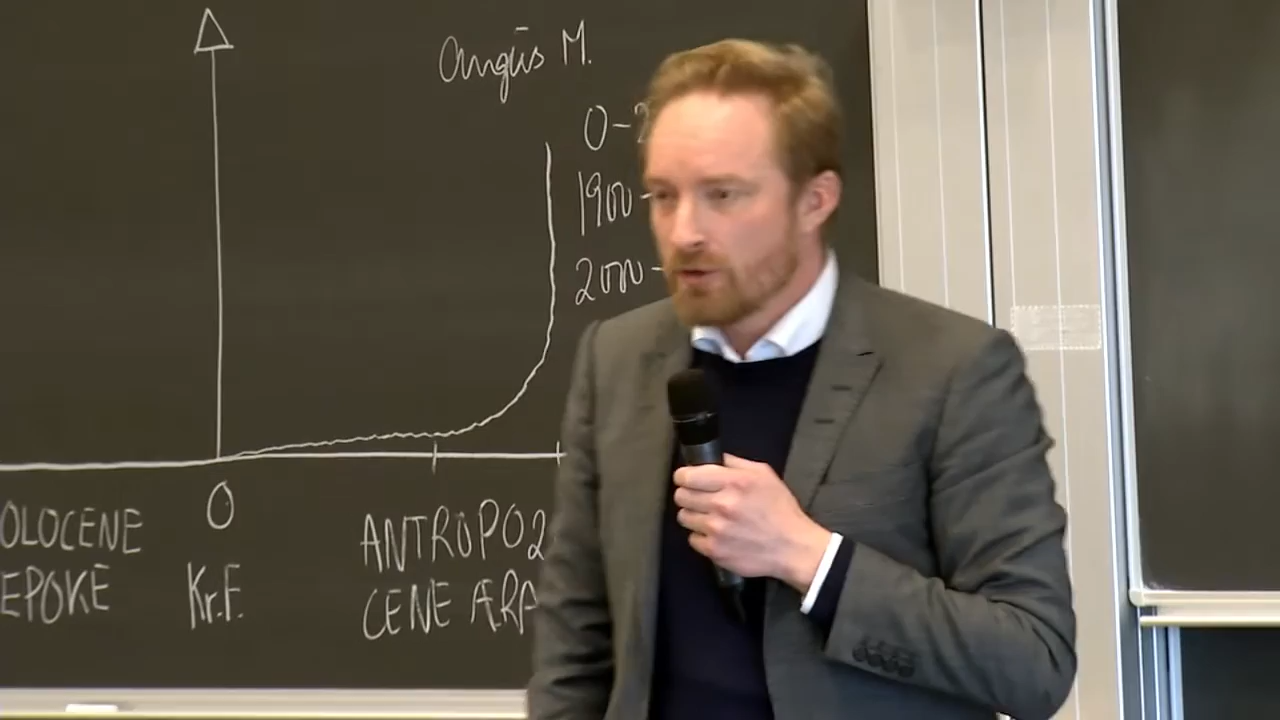 Angus M.
0-
1900-
2000-
OLOCENE
EPOKE
0
Kr.F.
ANTROPO
CENE ÆRA